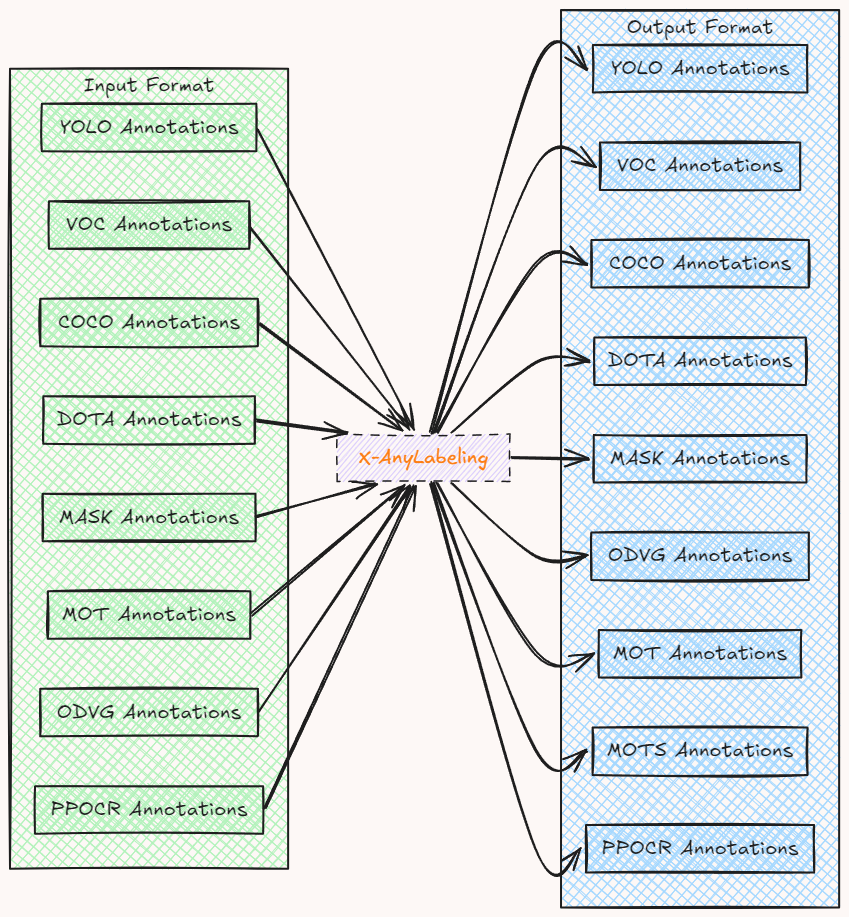 Input Format
YOLO Annotations
VOC Annotations
COCO Annotations
DOTA Annotations
MASK Annotations
MOT Annotations
ODVG Annotations
PPOCR Annotations
X-AnyLabeling
Output Format
YOLO Annotations
VOC Annotations
COCO Annotations
DOTA Annotations
MASK Annotations
ODVG Annotations
MOT Annotations
MOTS Annotations
PPOCR Annotations